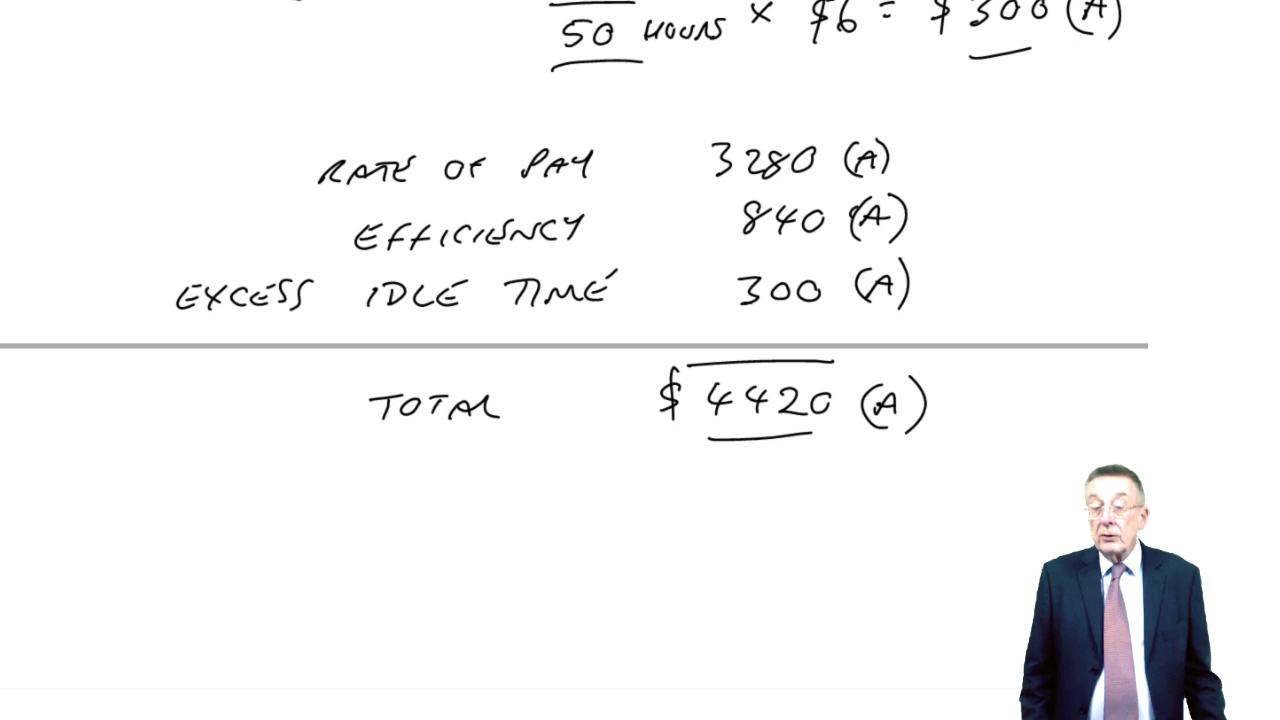 50 HOURS × $6 = $300 (A)
RATE OF PAY 3280 (A)
EFFICIENCY 840 (A)
EXCESS IDLE TIME 300 (A)
TOTAL $4420 (A)